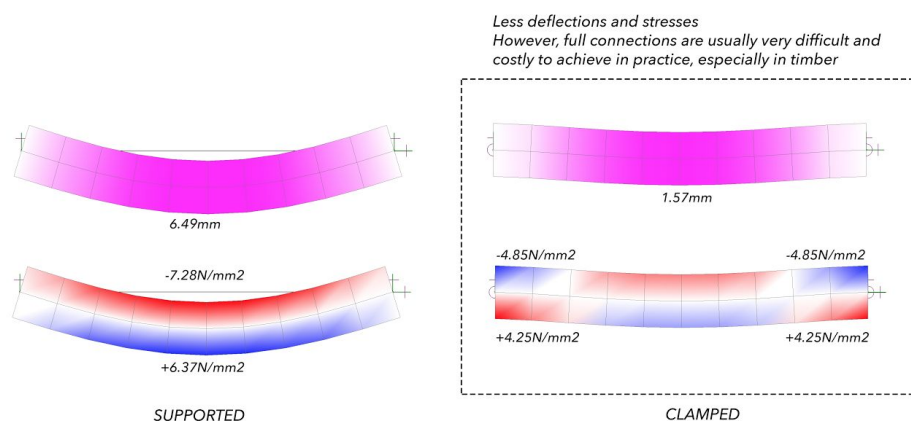 Less deflections and stresses
However, full connections are usually very difficult and
costly to achieve in practice, especially in timber
6.49mm
1.57mm
-7.28N/mm2
-4.85N/mm2
-4.85N/mm2
+6.37N/mm2
+4.25N/mm2
+4.25N/mm2
SUPPORTED
CLAMPED